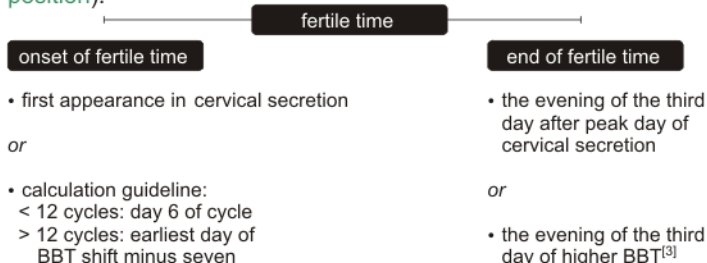 position).
fertile time
onset of fertile time
• first appearance in cervical secretion
or
• calculation guideline:
< 12 cycles: day 6 of cycle
> 12 cycles: earliest day of
BBT shift minus seven
end of fertile time
• the evening of the third
day after peak day of
cervical secretion
or
• the evening of the third
day of higher BBT[3]